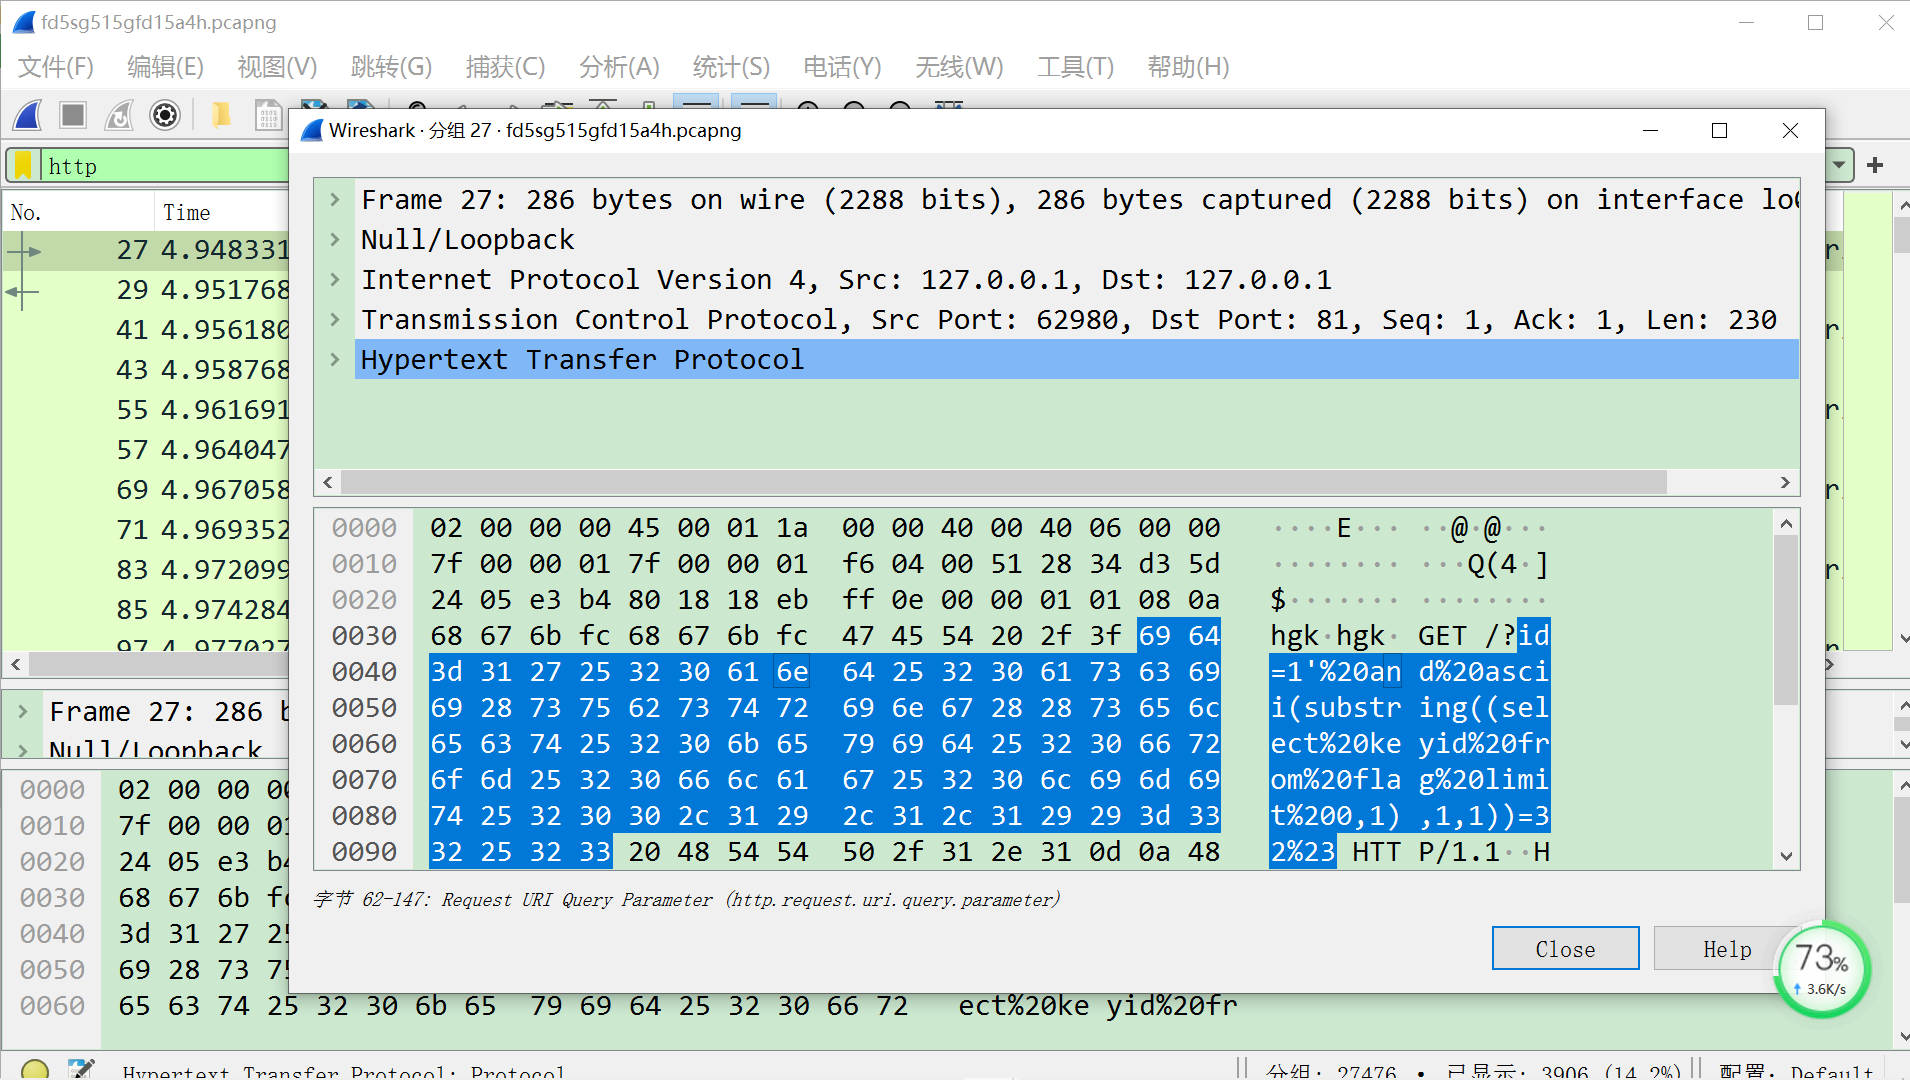 fd5sg515gfd15a4h.pcapng
文件(F) 编辑(E) 视图(V) 跳转(G) 捕获(C) 分析(A) 统计(S) 电话(Y) 无线(W) 工具(T) 帮助(H)
Wireshark · 分组 27 · fd5sg515gfd15a4h.pcapng
http
No. Time
27 4.948331
29 4.951768
41 4.956180
43 4.958768
55 4.961691
57 4.964047
69 4.967058
71 4.969352
83 4.972099
85 4.974284
97 4.977027
Frame 27: 286 bytes on wire (2288 bits), 286 bytes captured (2288 bits) on interface lo0
Null/Loopback
Internet Protocol Version 4, Src: 127.0.0.1, Dst: 127.0.0.1
Transmission Control Protocol, Src Port: 62980, Dst Port: 81, Seq: 1, Ack: 1, Len: 230
Hypertext Transfer Protocol
0000 02 00 00 00 45 00 01 1a 00 00 40 00 40 06 00 00 ····E··· ··@·@···
0010 7f 00 00 01 7f 00 00 01 f6 04 00 51 28 34 d3 5d ········ ···Q(4·]
0020 24 05 e3 b4 80 18 18 eb ff 0e 00 00 01 01 08 0a $······· ········
0030 68 67 6b fc 68 67 6b fc 47 45 54 20 2f 3f 69 64 hgk·hgk· GET /?id
0040 3d 31 27 25 32 30 61 6e 64 25 32 30 61 73 63 69 =1'%20an d%20asci
0050 69 28 73 75 62 73 74 72 69 6e 67 28 28 73 65 6c i(substr ing((sel
0060 65 63 74 25 32 30 6b 65 79 69 64 25 32 30 66 72 ect%20ke yid%20fr
0070 6f 6d 25 32 30 66 6c 61 67 25 32 30 6c 69 6d 69 om%20fla g%20limi
0080 74 25 32 30 30 2c 31 29 2c 31 2c 31 29 29 3d 33 t%200,1) ,1,1))=3
0090 32 25 32 33 20 48 54 54 50 2f 31 2e 31 0d 0a 48 2%23 HTT P/1.1··H
字节 62-147: Request URI Query Parameter (http.request.uri.query.parameter)
Close Help
73%
3.6K/s
Frame 27: 286 b
Null/Loopback
0000 02 00 00 00
0010 7f 00 00 01
0020 24 05 e3 b4
0030 68 67 6b fc
0040 3d 31 27 25
0050 69 28 73 75
0060 65 63 74 25 32 30 6b 65 79 69 64 25 32 30 66 72 ect%20ke yid%20fr
Hypertext Transfer Protocol: Protocol
分组: 27476 · 已显示: 3906 (14.2%)
配置: Default